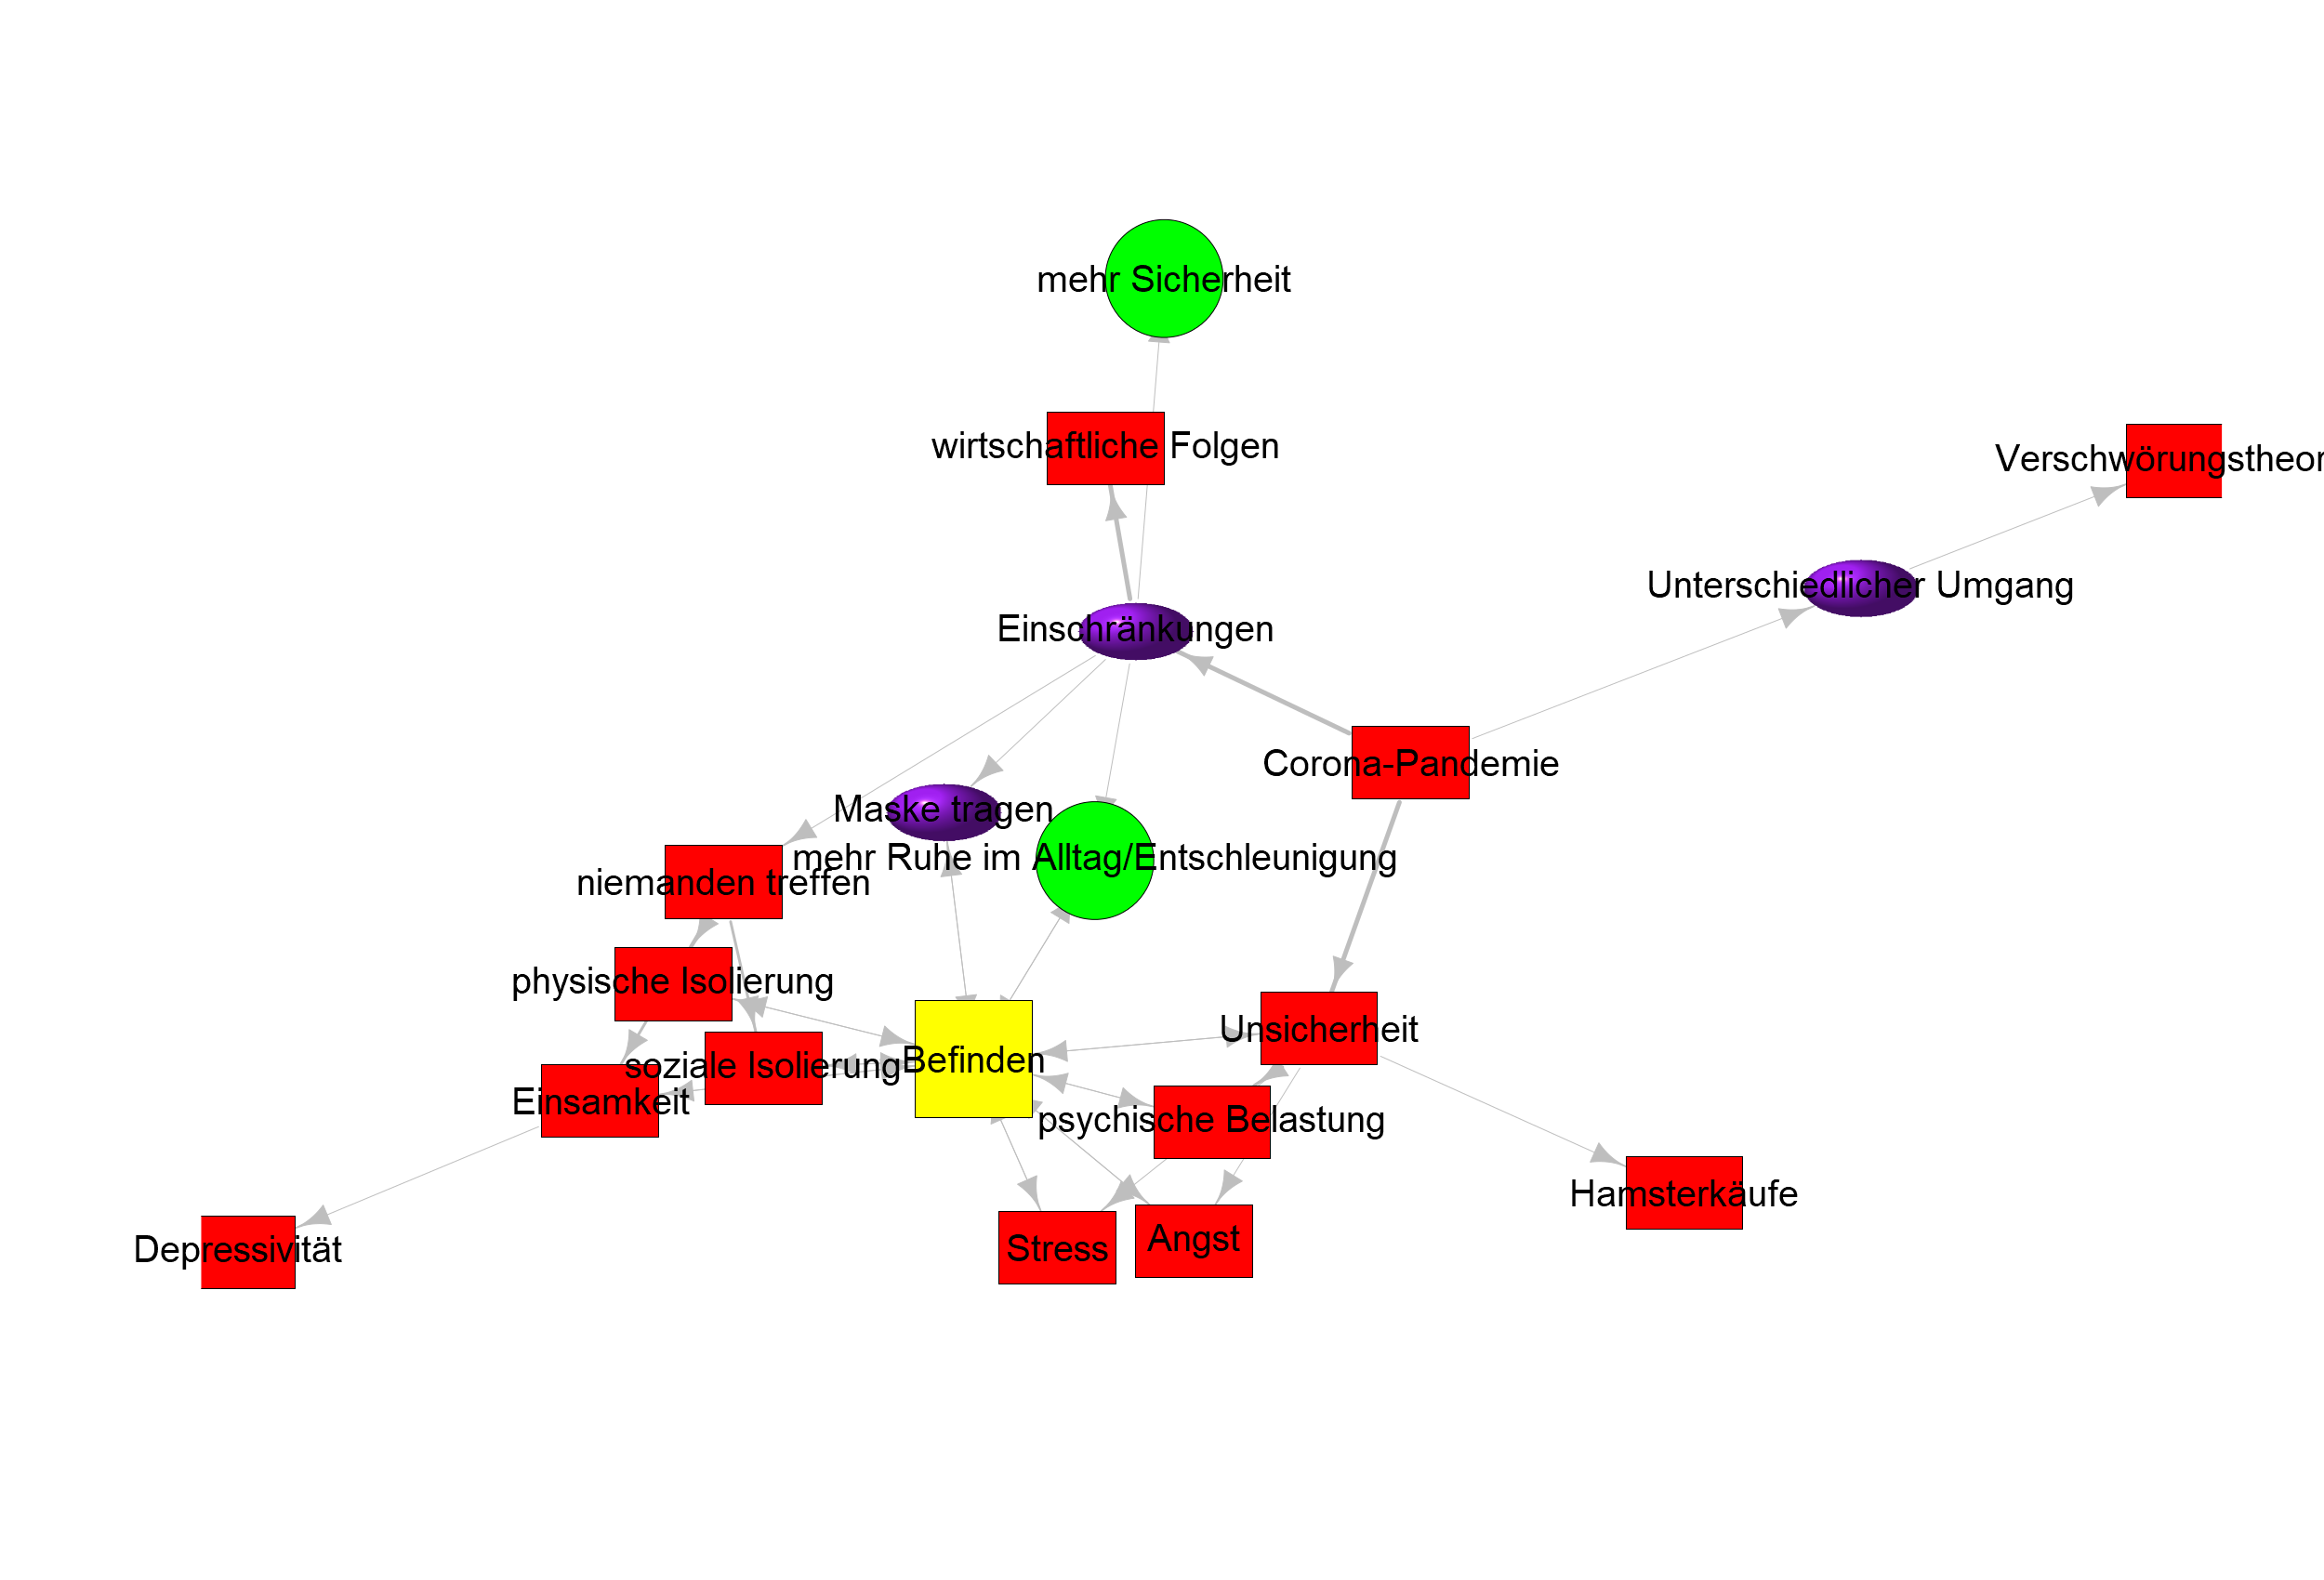 mehr Sicherheit
wirtschaftliche Folgen
Verschwörungstheor
Unterschiedlicher Umgang
Einschränkungen
Corona-Pandemie
Maske tragen
mehr Ruhe im Alltag/Entschleunigung
niemanden treffen
physische Isolierung
Unsicherheit
Befinden
soziale Isolierung
Einsamkeit
psychische Belastung
Hamsterkäufe
Angst
Stress
Depressivität